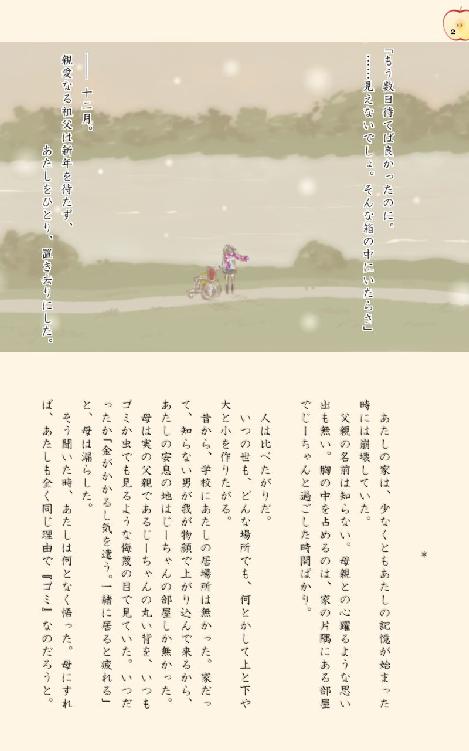 2
「もう数日待てば良かったのに。
……見えないでしょ。そんな箱の中にいたらさ」
―― 十二月。
親愛なる祖父は新年を待たず、
あたしをひとり、置き去りにした。
*
あたしの家は、少なくともあたしの記憶が始まった
時には崩壊していた。
父親の名前は知らない。母親との心躍るような思い
出も無い。胸の中を占めるのは、家の片隅にある部屋
でじーちゃんと過ごした時間ばかり。
人は比べたがりだ。
いつの世も、どんな場所でも、何とかして上と下や
大と小を作りたがる。
昔から、学校にあたしの居場所は無かった。家だっ
て、知らない男が我が物顔で上がり込んで来るから、
あたしの安息の地はじーちゃんの部屋しか無かった。
母は実の父親であるじーちゃんの丸い背を、いつも
ゴミか虫でも見るような侮蔑の目で見ていた。いつだ
ったか『金がかかるし気を遣う。一緒に居ると疲れる』
と、母は漏らした。
そう聞いた時、あたしは何となく悟った。母にすれ
ば、あたしも全く同じ理由で『ゴミ』なのだろうと。